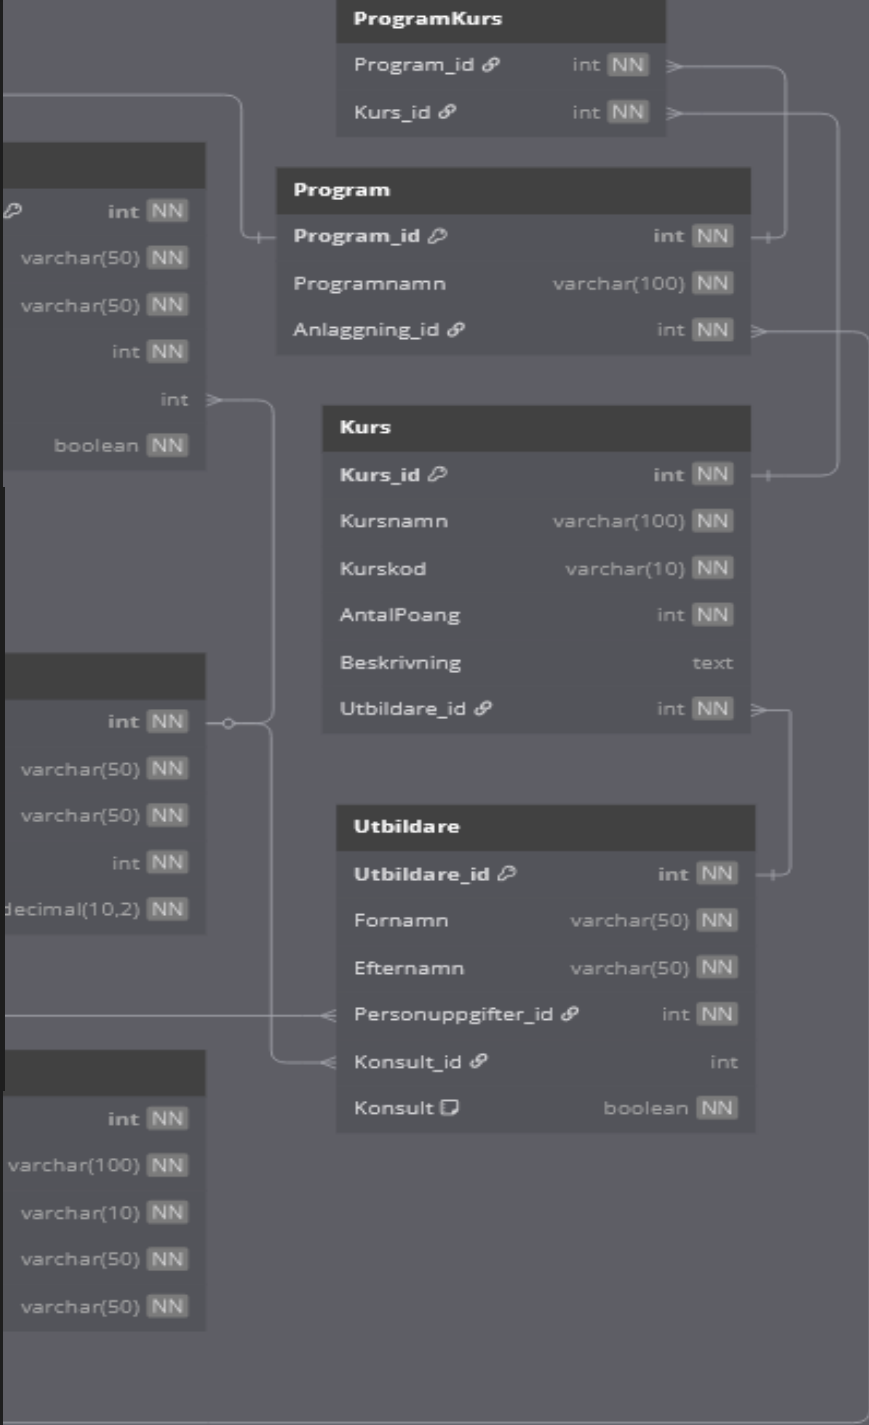 ProgramKurs
Program_id int NN
Kurs_id int NN
int NN
varchar(50) NN
varchar(50) NN
int NN
int
boolean NN
Program
Program_id int NN
Programnamn varchar(100) NN
Anlaggning_id int NN
Kurs
Kurs_id int NN
Kursnamn varchar(100) NN
Kurskod varchar(10) NN
AntalPoang int NN
Beskrivning text
Utbildare_id int NN
int NN
varchar(50) NN
varchar(50) NN
int NN
decimal(10,2) NN
Utbildare
Utbildare_id int NN
Fornamn varchar(50) NN
Efternamn varchar(50) NN
Personuppgifter_id int NN
Konsult_id int
Konsult boolean NN
int NN
varchar(100) NN
varchar(10) NN
varchar(50) NN
varchar(50) NN